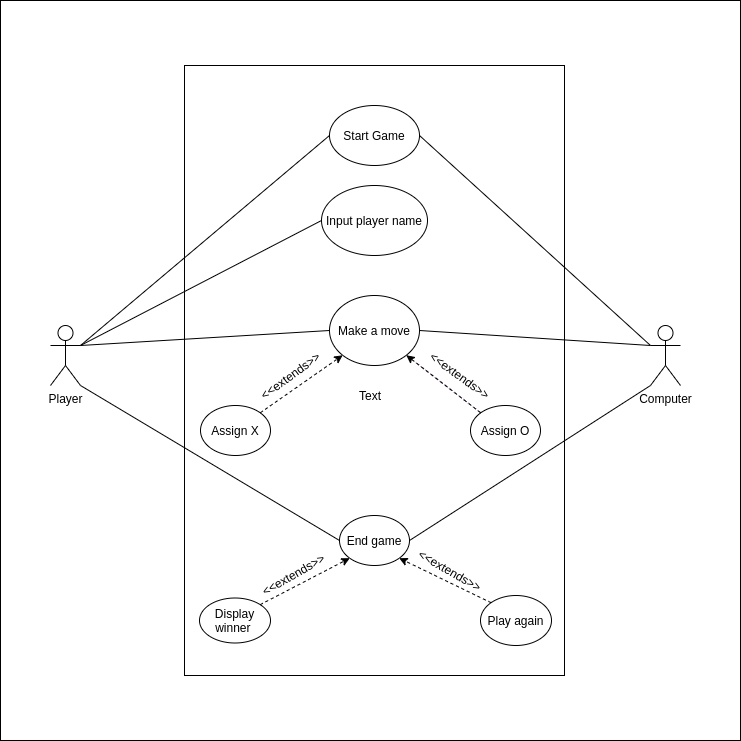 Start Game
Input player name
Make a move
<<extends>>
<<extends>>
Text
Player
Computer
Assign X
Assign O
End game
<<extends>>
<<extends>>
Display
winner
Play again